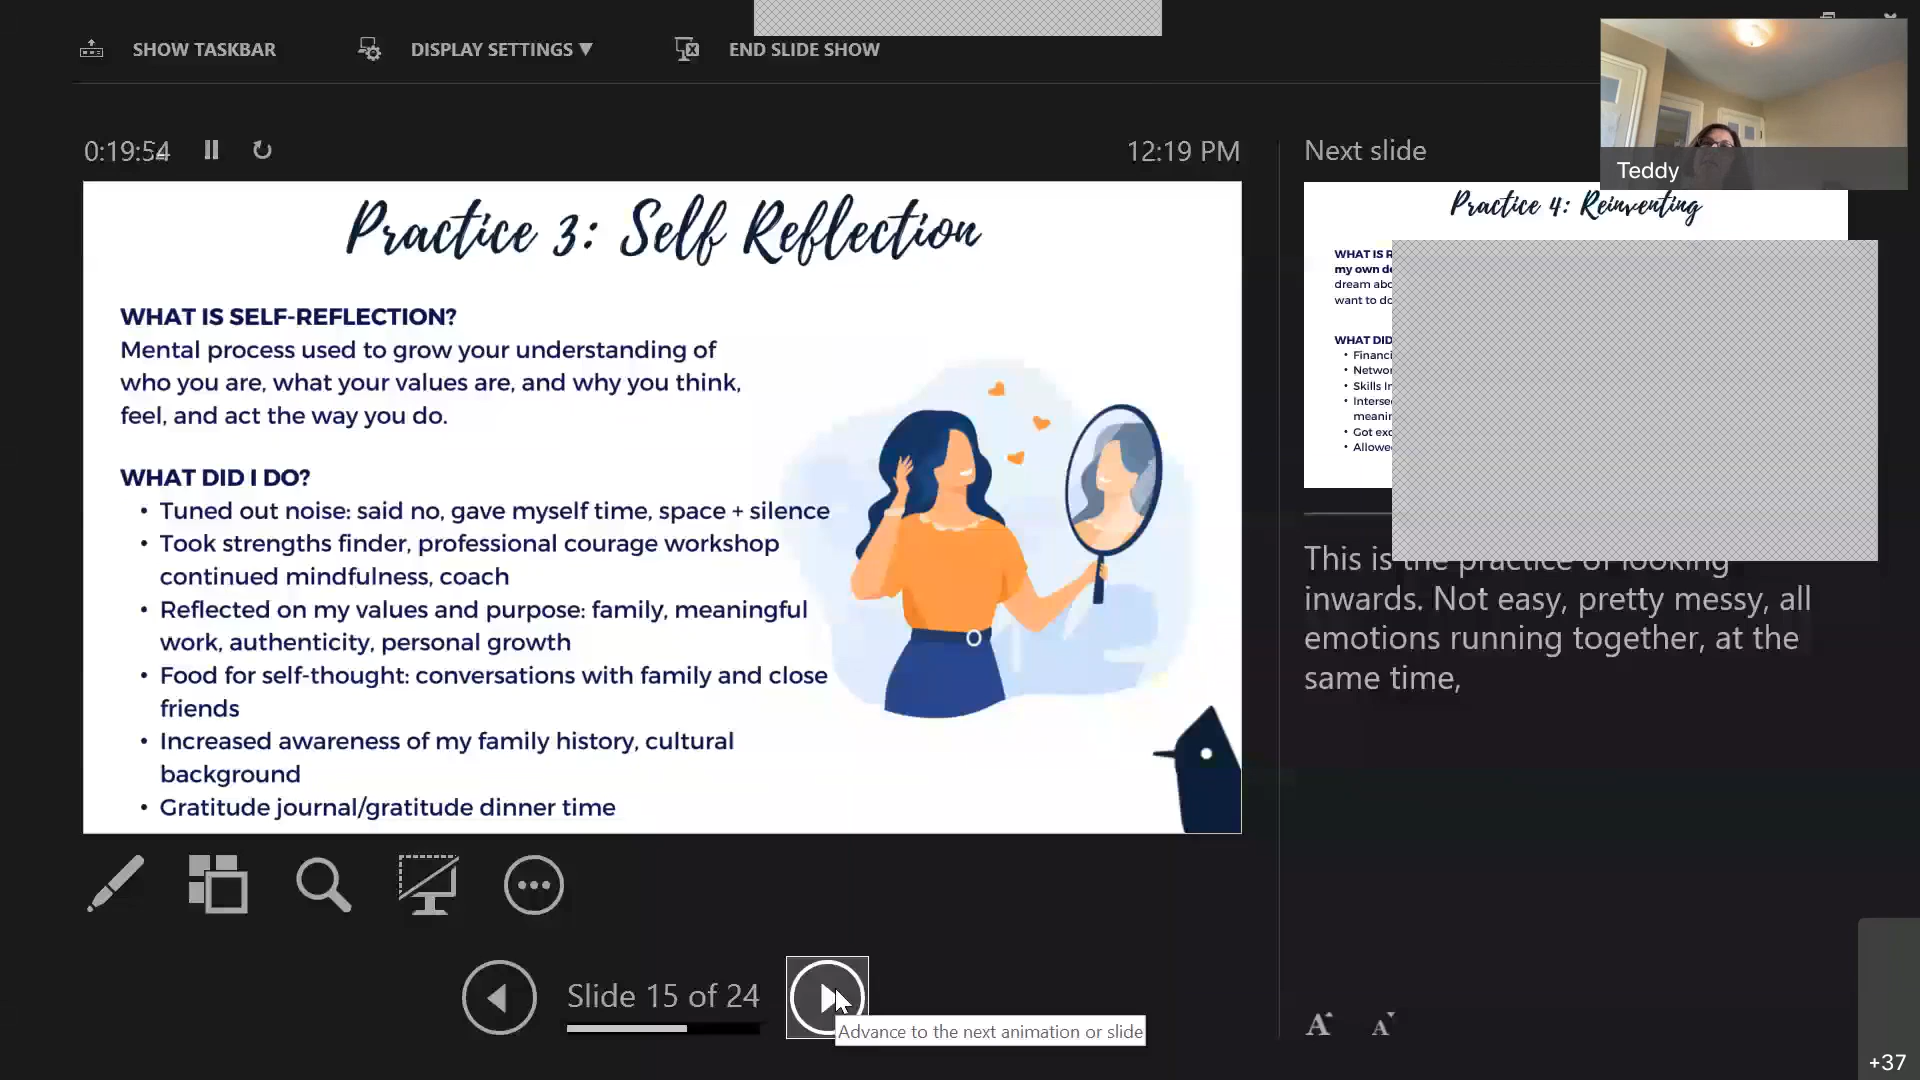 SHOW TASKBAR
DISPLAY SETTINGS ▼
END SLIDE SHOW
0:19:54
12:19 PM
Next slide
Teddy
Practice 3: Self Reflection
WHAT IS SELF-REFLECTION?
Mental process used to grow your understanding of
who you are, what your values are, and why you think,
feel, and act the way you do.
WHAT DID I DO?
• Tuned out noise: said no, gave myself time, space + silence
• Took strengths finder, professional courage workshop
continued mindfulness, coach
• Reflected on my values and purpose: family, meaningful
work, authenticity, personal growth
• Food for self-thought: conversations with family and close
friends
• Increased awareness of my family history, cultural
background
• Gratitude journal/gratitude dinner time
Practice 4: Reinventing
WHAT IS
my own
dream
want to
WHAT DID
•
•
• Skills
•
•
• Got
•
This is the practice of looking
inwards. Not easy, pretty messy, all
emotions running together, at the
same time,
Slide 15 of 24
Advance to the next animation or slide
A A
+37